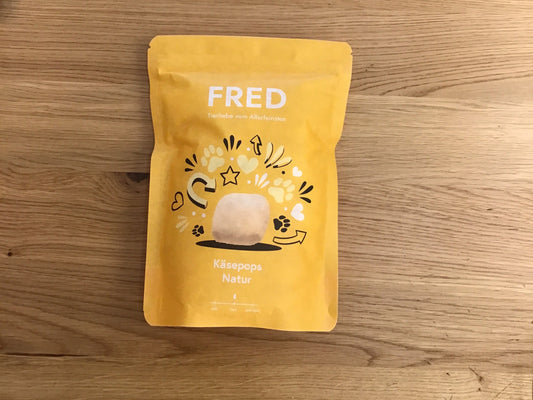 FRED
Tierliebe vom Allerfeinsten
Käsepops
Natur